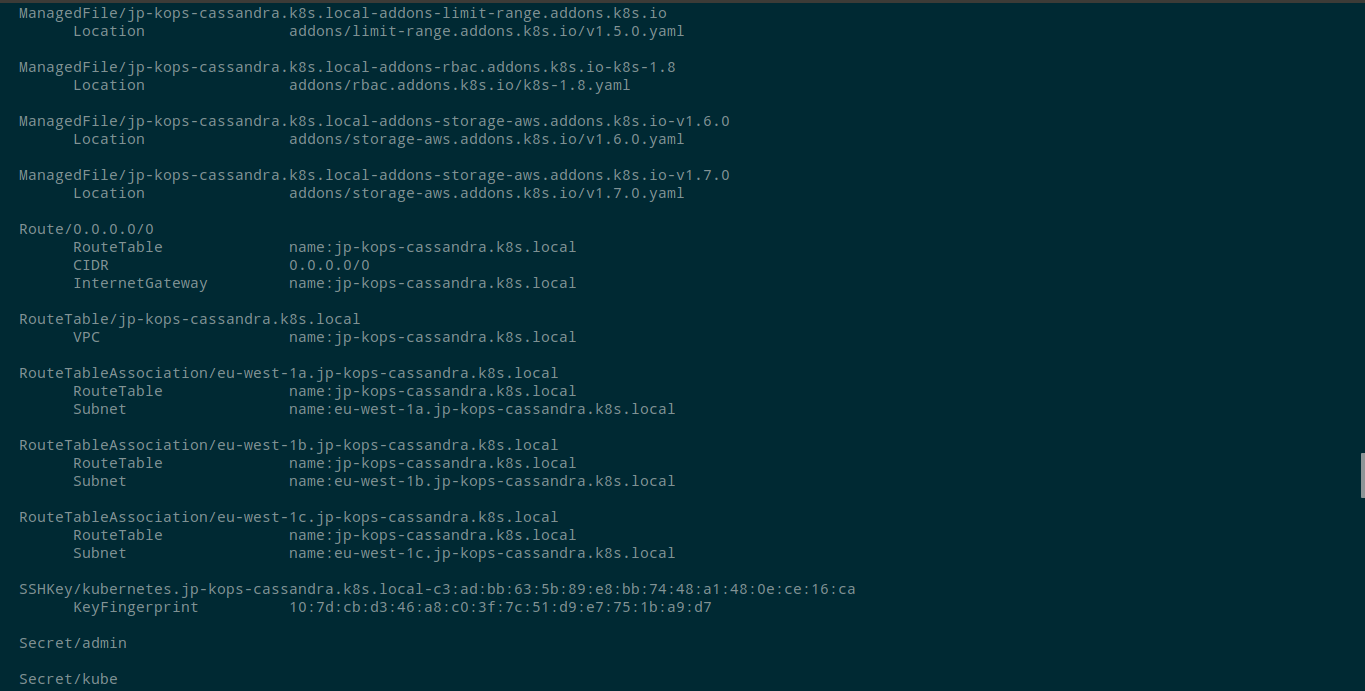 ManagedFile/jp-kops-cassandra.k8s.local-addons-limit-range.addons.k8s.io
Location addons/limit-range.addons.k8s.io/v1.5.0.yaml
ManagedFile/jp-kops-cassandra.k8s.local-addons-rbac.addons.k8s.io-k8s-1.8
Location addons/rbac.addons.k8s.io/k8s-1.8.yaml
ManagedFile/jp-kops-cassandra.k8s.local-addons-storage-aws.addons.k8s.io-v1.6.0
Location addons/storage-aws.addons.k8s.io/v1.6.0.yaml
ManagedFile/jp-kops-cassandra.k8s.local-addons-storage-aws.addons.k8s.io-v1.7.0
Location addons/storage-aws.addons.k8s.io/v1.7.0.yaml
Route/0.0.0.0/0
RouteTable name:jp-kops-cassandra.k8s.local
CIDR 0.0.0.0/0
InternetGateway name:jp-kops-cassandra.k8s.local
RouteTable/jp-kops-cassandra.k8s.local
VPC name:jp-kops-cassandra.k8s.local
RouteTableAssociation/eu-west-1a.jp-kops-cassandra.k8s.local
RouteTable name:jp-kops-cassandra.k8s.local
Subnet name:eu-west-1a.jp-kops-cassandra.k8s.local
RouteTableAssociation/eu-west-1b.jp-kops-cassandra.k8s.local
RouteTable name:jp-kops-cassandra.k8s.local
Subnet name:eu-west-1b.jp-kops-cassandra.k8s.local
RouteTableAssociation/eu-west-1c.jp-kops-cassandra.k8s.local
RouteTable name:jp-kops-cassandra.k8s.local
Subnet name:eu-west-1c.jp-kops-cassandra.k8s.local
SSHKey/kubernetes.jp-kops-cassandra.k8s.local-c3:ad:bb:63:5b:89:e8:bb:74:48:a1:48:0e:ce:16:ca
KeyFingerprint 10:7d:cb:d3:46:a8:c0:3f:7c:51:d9:e7:75:1b:a9:d7
Secret/admin
Secret/kube